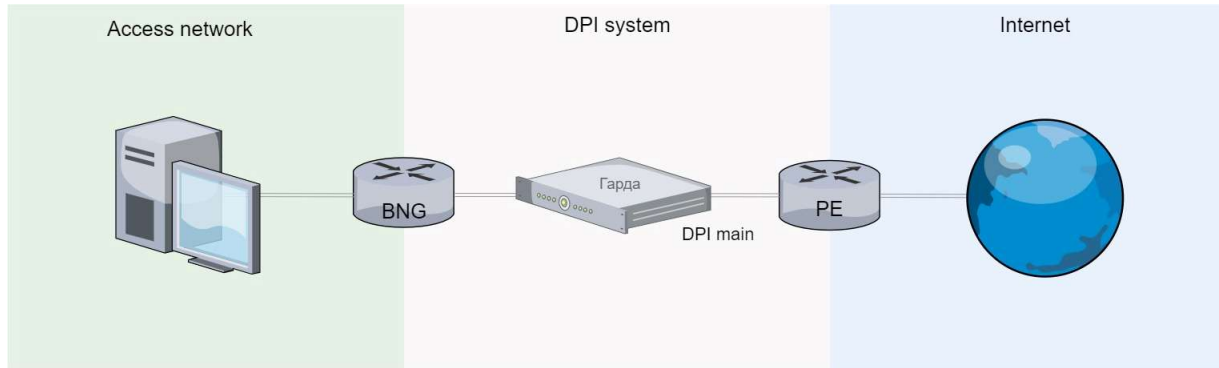 Access network
DPI system
Internet
BNG
Гарда
DPI main
PE